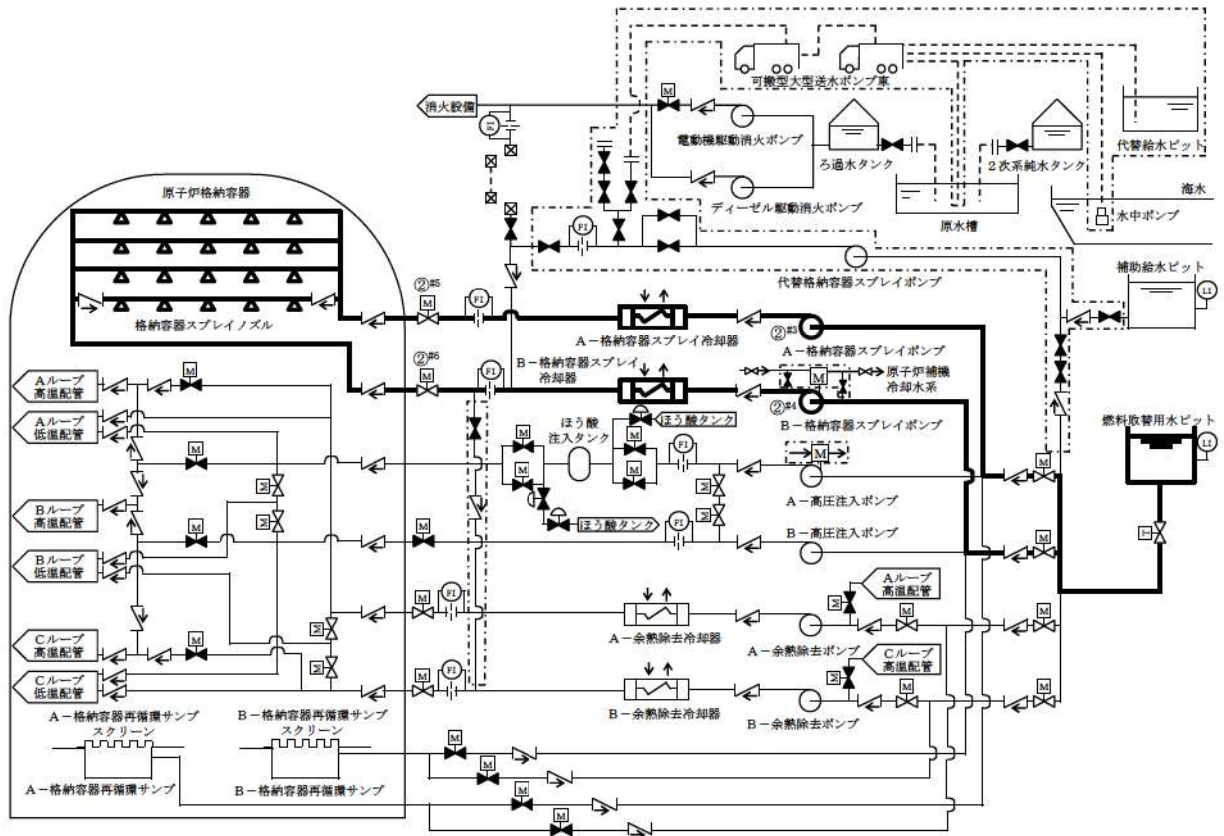 可搬型大型送水ポンプ車
消火設備
M
FI
電動機駆動消火ポンプ
ろ過水タンク
2次系純水タンク
代替給水ピット
海水
ディーゼル駆動消火ポンプ
原水槽
水中ポンプ
FI
代替格納容器スプレイポンプ
補助給水ピット
LI
原子炉格納容器
格納容器スプレイノズル
②#5
M
FI
A-格納容器スプレイ冷却器
②#3
A-格納容器スプレイポンプ
②#6
M
FI
B-格納容器スプレイ
冷却器
M
原子炉補機
冷却水系
②#4
B-格納容器スプレイポンプ
燃料取替用水ピット
LI
M
Aループ
高温配管
M
Aループ
低温配管
M
ほう酸
注入タンク
ほう酸タンク
M
M
M
M
FI
M
A-高圧注入ポンプ
M
M
M
M
Bループ
高温配管
M
M
ほう酸タンク
FI
B-高圧注入ポンプ
M
Bループ
低温配管
Aループ
高温配管
M
M
FI
A-余熱除去冷却器
M
M
A-余熱除去ポンプ
Cループ
高温配管
M
M
M
Cループ
高温配管
Cループ
低温配管
M
FI
B-余熱除去冷却器
M
M
M
B-余熱除去ポンプ
A-格納容器再循環サンプ
スクリーン
B-格納容器再循環サンプ
スクリーン
M
M
A-格納容器再循環サンプ
B-格納容器再循環サンプ
M
M